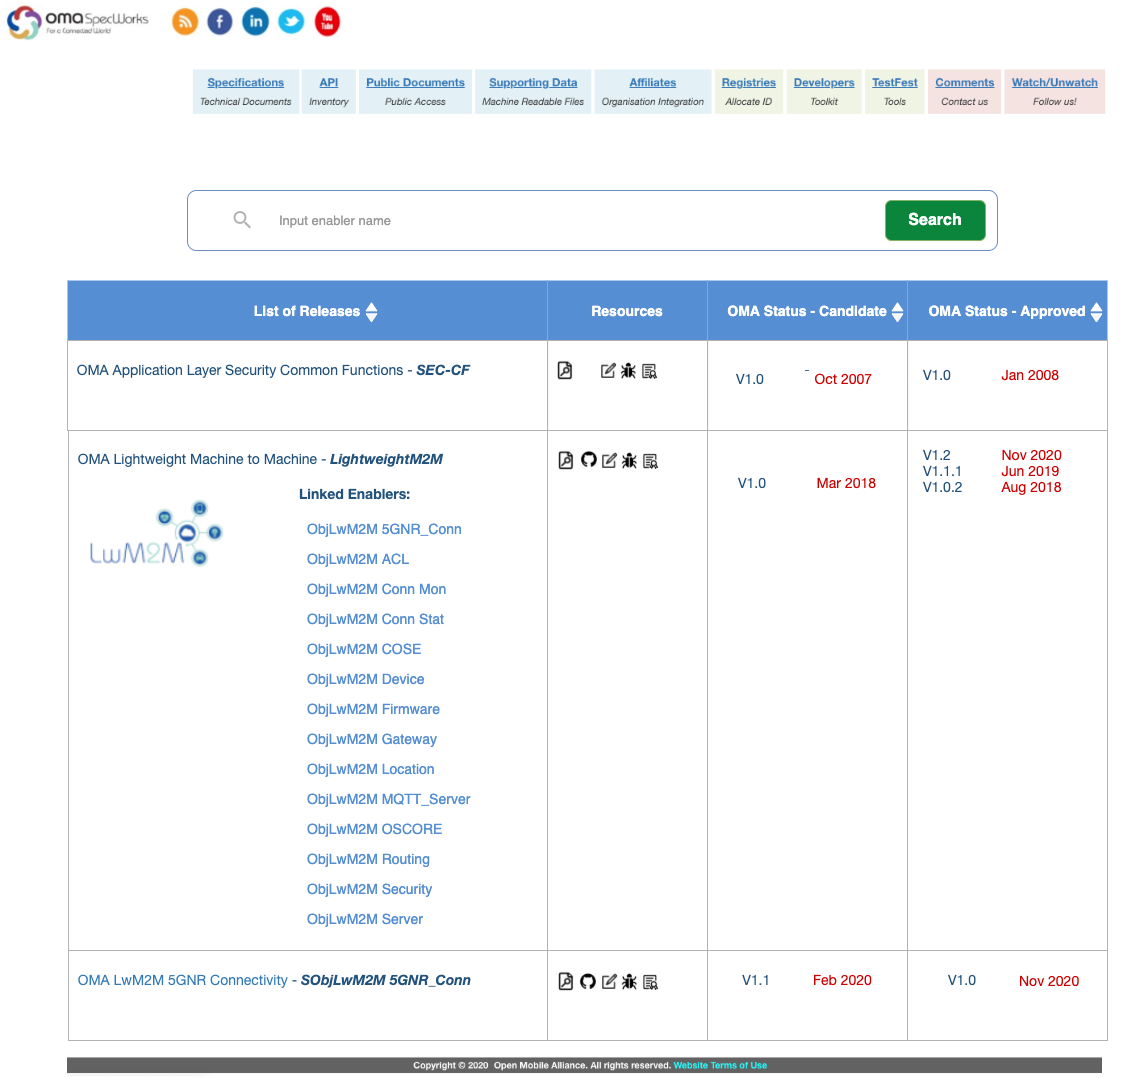 oma SpecWorks
For a Connected World
in
You
Tube
Specifications API Public Documents Supporting Data Affiliates Registries Developers TestFest Comments Watch/Unwatch
Technical Documents Inventory Public Access Machine Readable Files Organisation Integration Allocate ID Toolkit Tools Contact us Follow us!
Input enabler name Search
List of Releases Resources OMA Status - Candidate OMA Status - Approved
OMA Application Layer Security Common Functions - SEC-CF
V1.0 - Oct 2007 V1.0 Jan 2008
OMA Lightweight Machine to Machine - LightweightM2M
V1.0 Mar 2018
V1.2 Nov 2020
V1.1.1 Jun 2019
V1.0.2 Aug 2018
LwM2M
Linked Enablers:
ObjLwM2M 5GNR_Conn
ObjLwM2M ACL
ObjLwM2M Conn Mon
ObjLwM2M Conn Stat
ObjLwM2M COSE
ObjLwM2M Device
ObjLwM2M Firmware
ObjLwM2M Gateway
ObjLwM2M Location
ObjLwM2M MQTT_Server
ObjLwM2M OSCORE
ObjLwM2M Routing
ObjLwM2M Security
ObjLwM2M Server
OMA LwM2M 5GNR Connectivity - SObjLwM2M 5GNR_Conn V1.1 Feb 2020 V1.0 Nov 2020
Copyright © 2020 Open Mobile Alliance. All rights reserved. Website Terms of Use